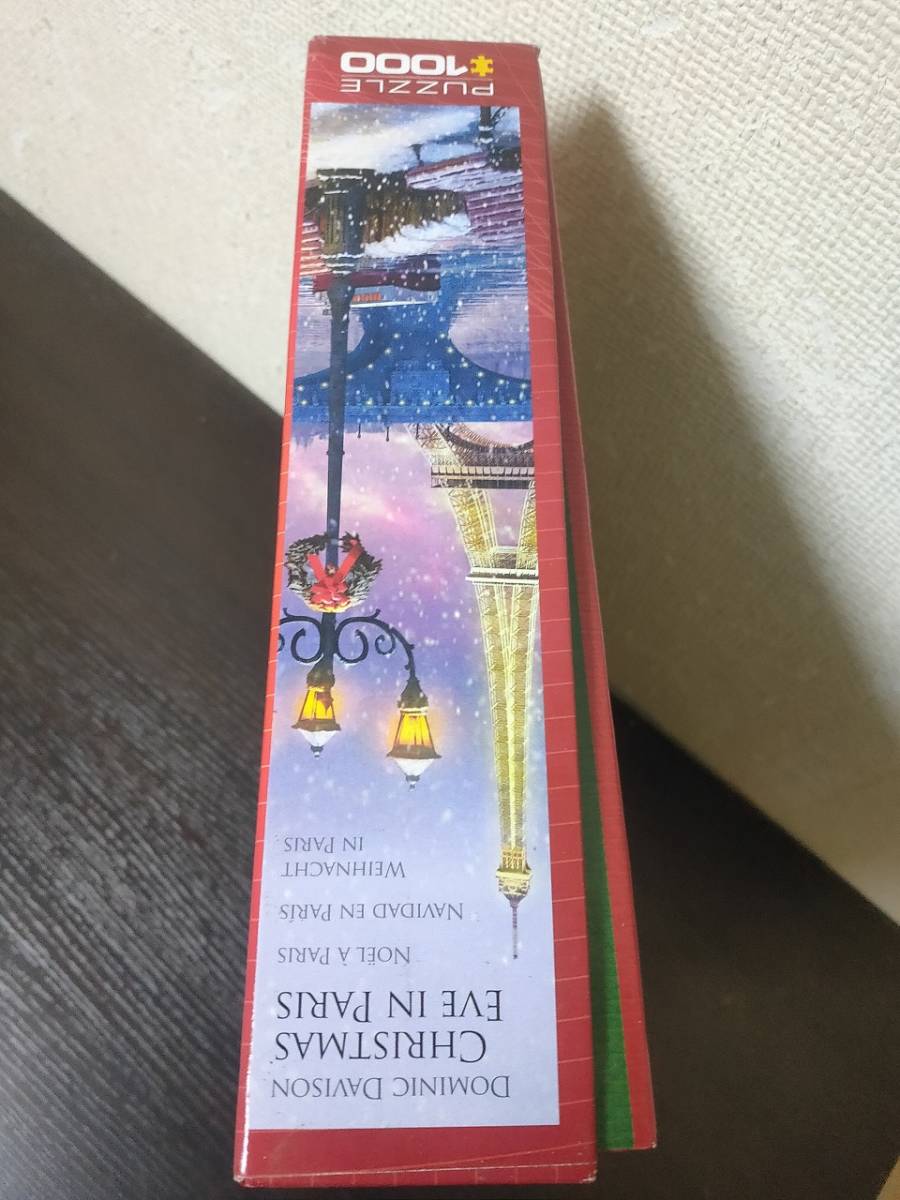 DOMINIC DAVISON
CHRISTMAS
EVE IN PARIS
NOËL À PARIS
NAVIDAD EN PARÍS
WEIHNACHT
IN PARIS
PUZZLE
1000